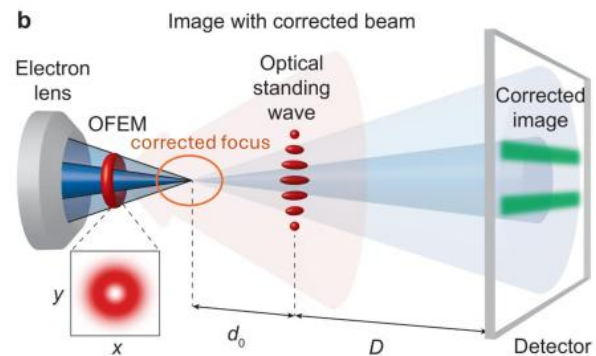 b
Image with corrected beam
Electron
lens
OFEM
corrected focus
Optical
standing
wave
Corrected
image
y
x
d₀
D
Detector